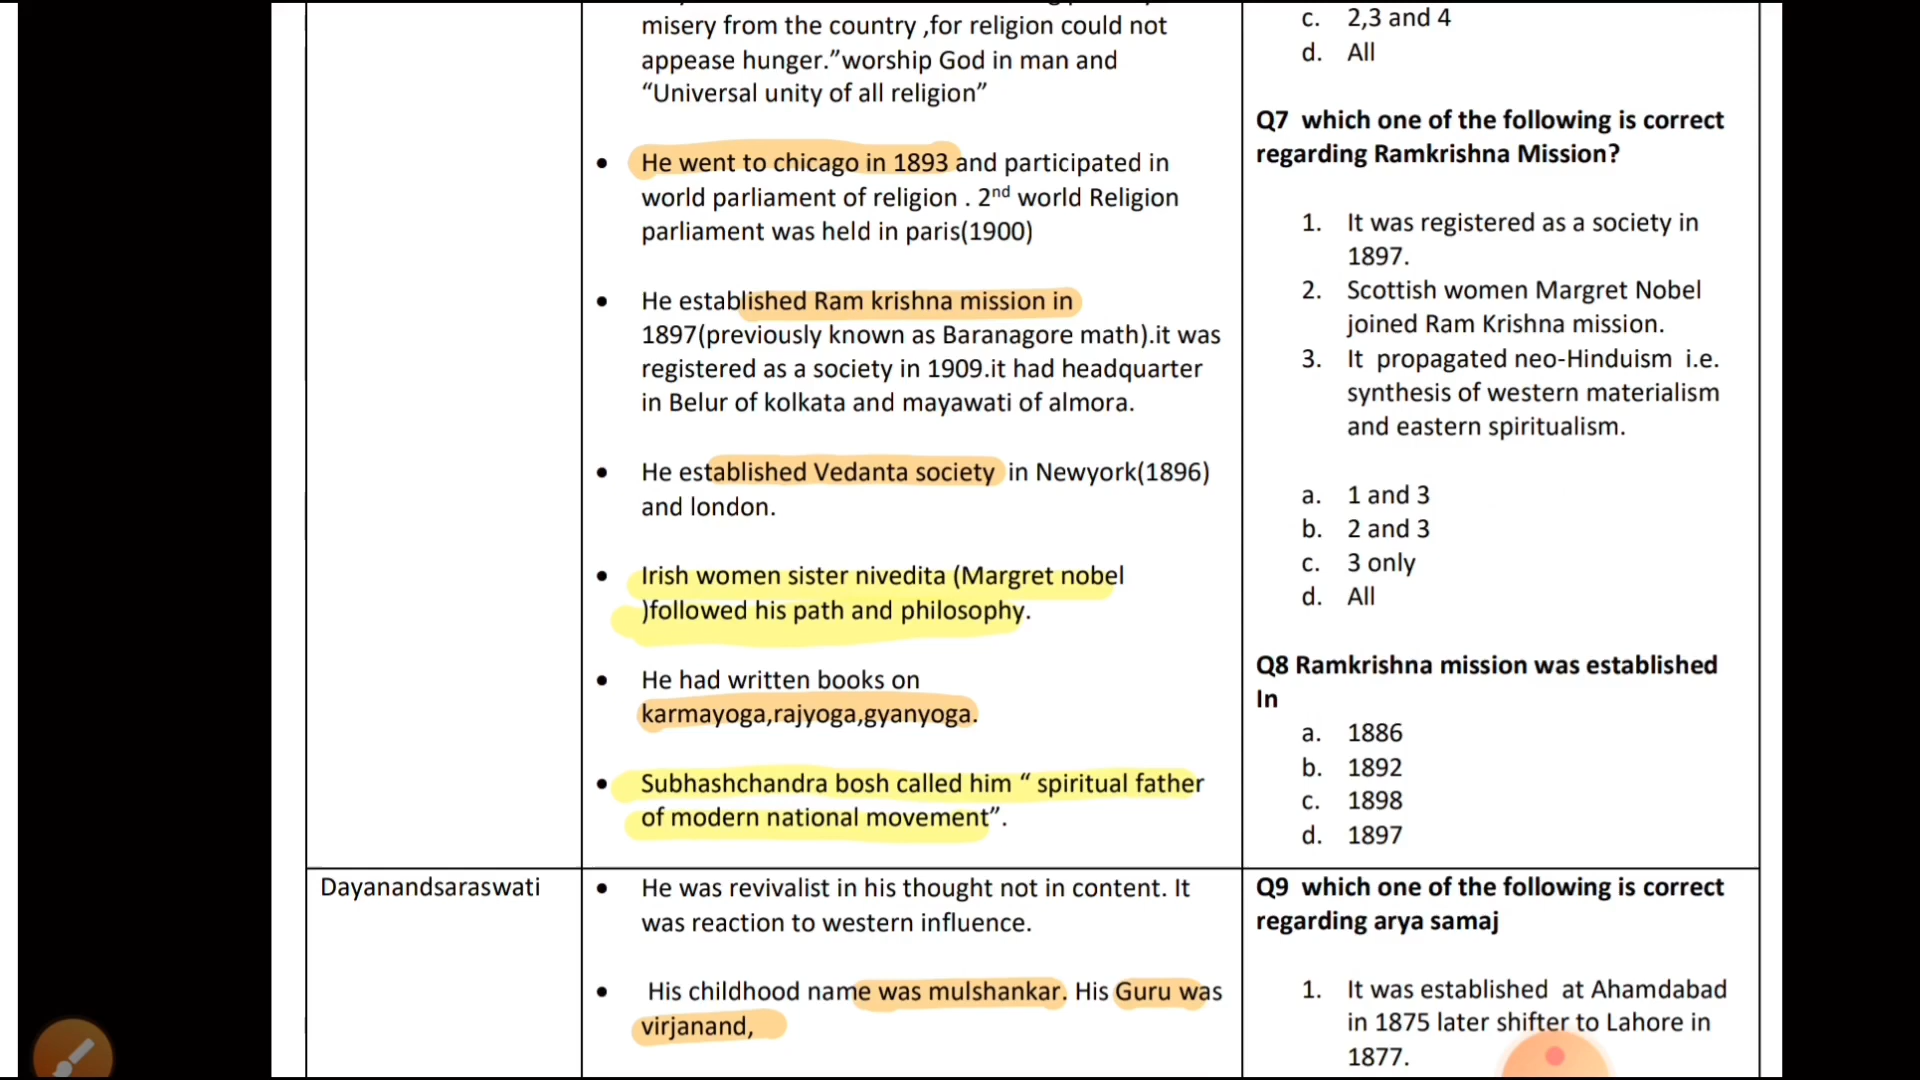 misery from the country ,for religion could not
appease hunger.”worship God in man and
“Universal unity of all religion”
He went to chicago in 1893 and participated in
world parliament of religion . 2nd world Religion
parliament was held in paris(1900)
He established Ram krishna mission in
1897(previously known as Baranagore math).it was
registered as a society in 1909.it had headquarter
in Belur of kolkata and mayawati of almora.
He established Vedanta society in Newyork(1896)
and london.
Irish women sister nivedita (Margret nobel
)followed his path and philosophy.
He had written books on
karmayoga,rajyoga,gyanyoga.
Subhashchandra bosh called him “ spiritual father
of modern national movement”.
c. 2,3 and 4
d. All
Q7 which one of the following is correct
regarding Ramkrishna Mission?
1. It was registered as a society in
1897.
2. Scottish women Margret Nobel
joined Ram Krishna mission.
3. It propagated neo-Hinduism i.e.
synthesis of western materialism
and eastern spiritualism.
a. 1 and 3
b. 2 and 3
c. 3 only
d. All
Q8 Ramkrishna mission was established
In
a. 1886
b. 1892
c. 1898
d. 1897
Dayanandsaraswati
He was revivalist in his thought not in content. It
was reaction to western influence.
His childhood name was mulshankar. His Guru was
virjanand,
Q9 which one of the following is correct
regarding arya samaj
1. It was established at Ahamdabad
in 1875 later shifter to Lahore in
1877.